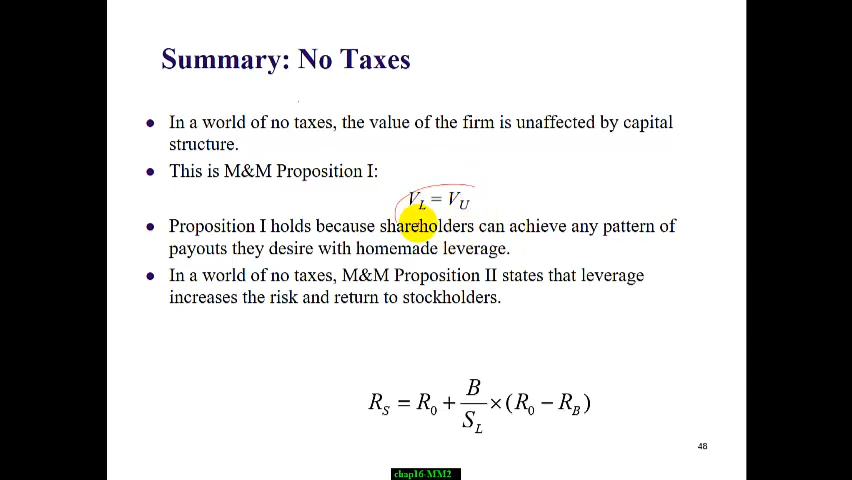 Summary: No Taxes
● In a world of no taxes, the value of the firm is unaffected by capital
structure.
● This is M&M Proposition I:
V_L = V_U
● Proposition I holds because shareholders can achieve any pattern of
payouts they desire with homemade leverage.
● In a world of no taxes, M&M Proposition II states that leverage
increases the risk and return to stockholders.
R_S = R_0 + B/S_L × (R_0 − R_B)
48
chap16-MM2